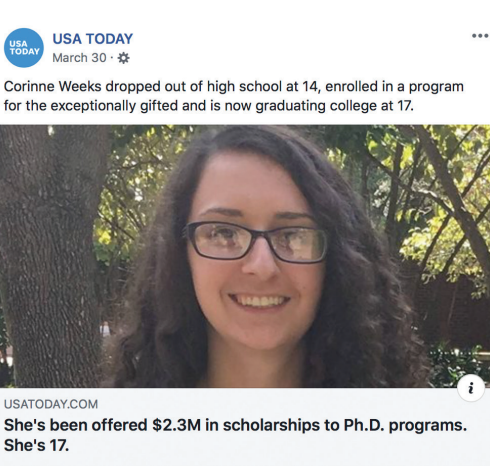 USA
TODAY
USA TODAY
March 30 ·
Corinne Weeks dropped out of high school at 14, enrolled in a program
for the exceptionally gifted and is now graduating college at 17.
USATODAY.COM
She's been offered $2.3M in scholarships to Ph.D. programs.
She's 17.